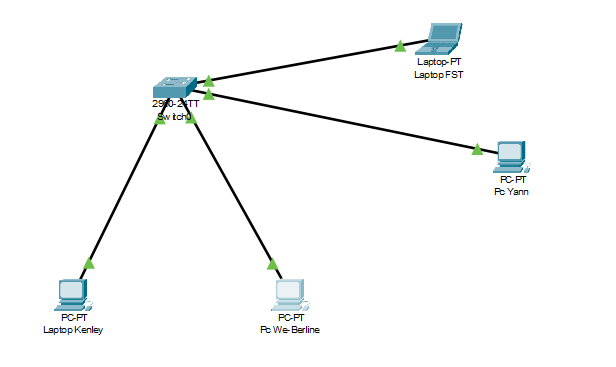 Laptop-PT
Laptop FST
2960-24TT
Switch0
PC-PT
Pc Yann
PC-PT
Laptop Kenley
PC-PT
Pc We-Berline